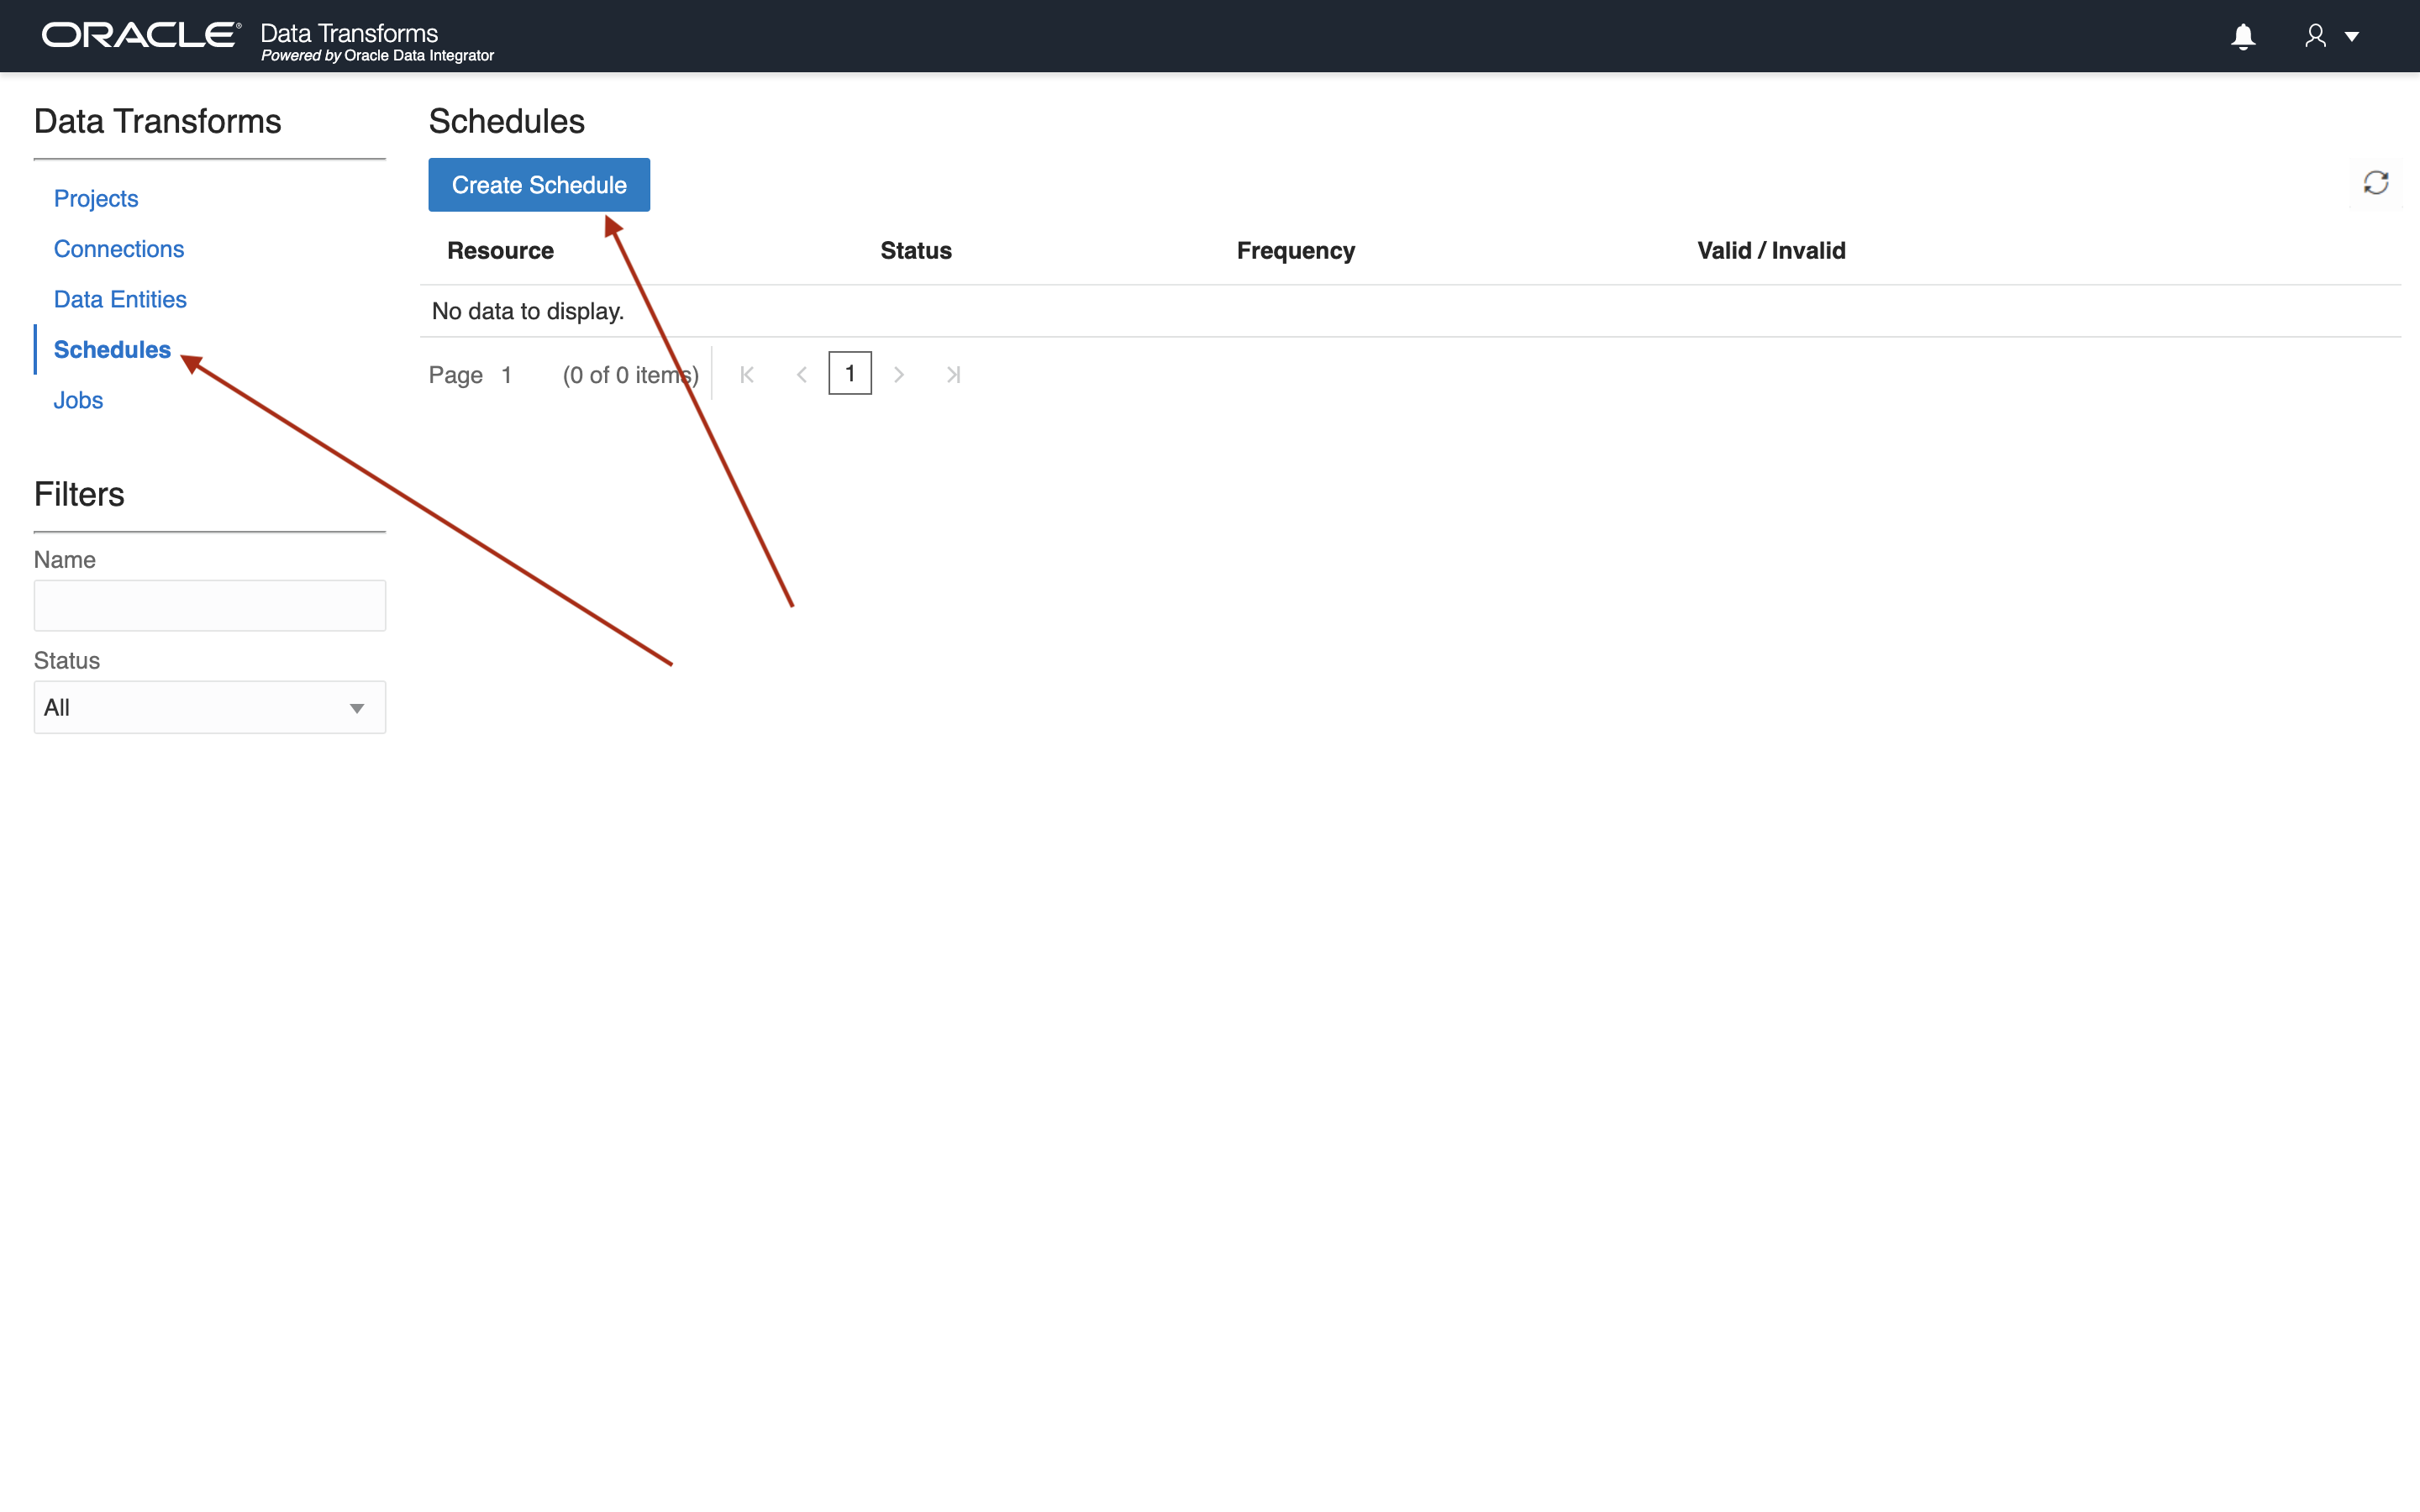 ORACLE® Data Transforms
Powered by Oracle Data Integrator
Data Transforms
Projects
Connections
Data Entities
Schedules
Jobs
Filters
Name
Status
All
Schedules
Create Schedule
Resource Status Frequency Valid / Invalid
No data to display.
Page 1 (0 of 0 items) 1